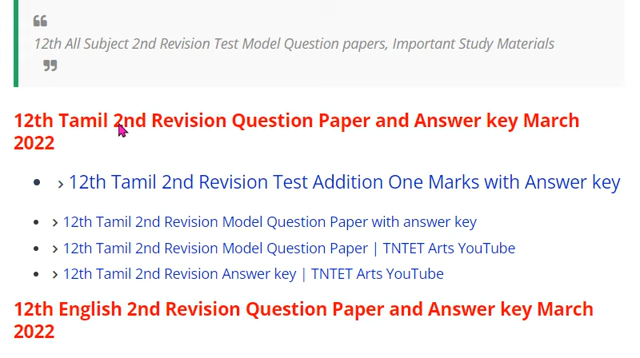 12th All Subject 2nd Revision Test Model Question papers, Important Study Materials
12th Tamil 2nd Revision Question Paper and Answer key March
2022
12th Tamil 2nd Revision Test Addition One Marks with Answer key
12th Tamil 2nd Revision Model Question Paper with answer key
12th Tamil 2nd Revision Model Question Paper | TNTET Arts YouTube
12th Tamil 2nd Revision Answer key | TNTET Arts YouTube
12th English 2nd Revision Question Paper and Answer key March
2022